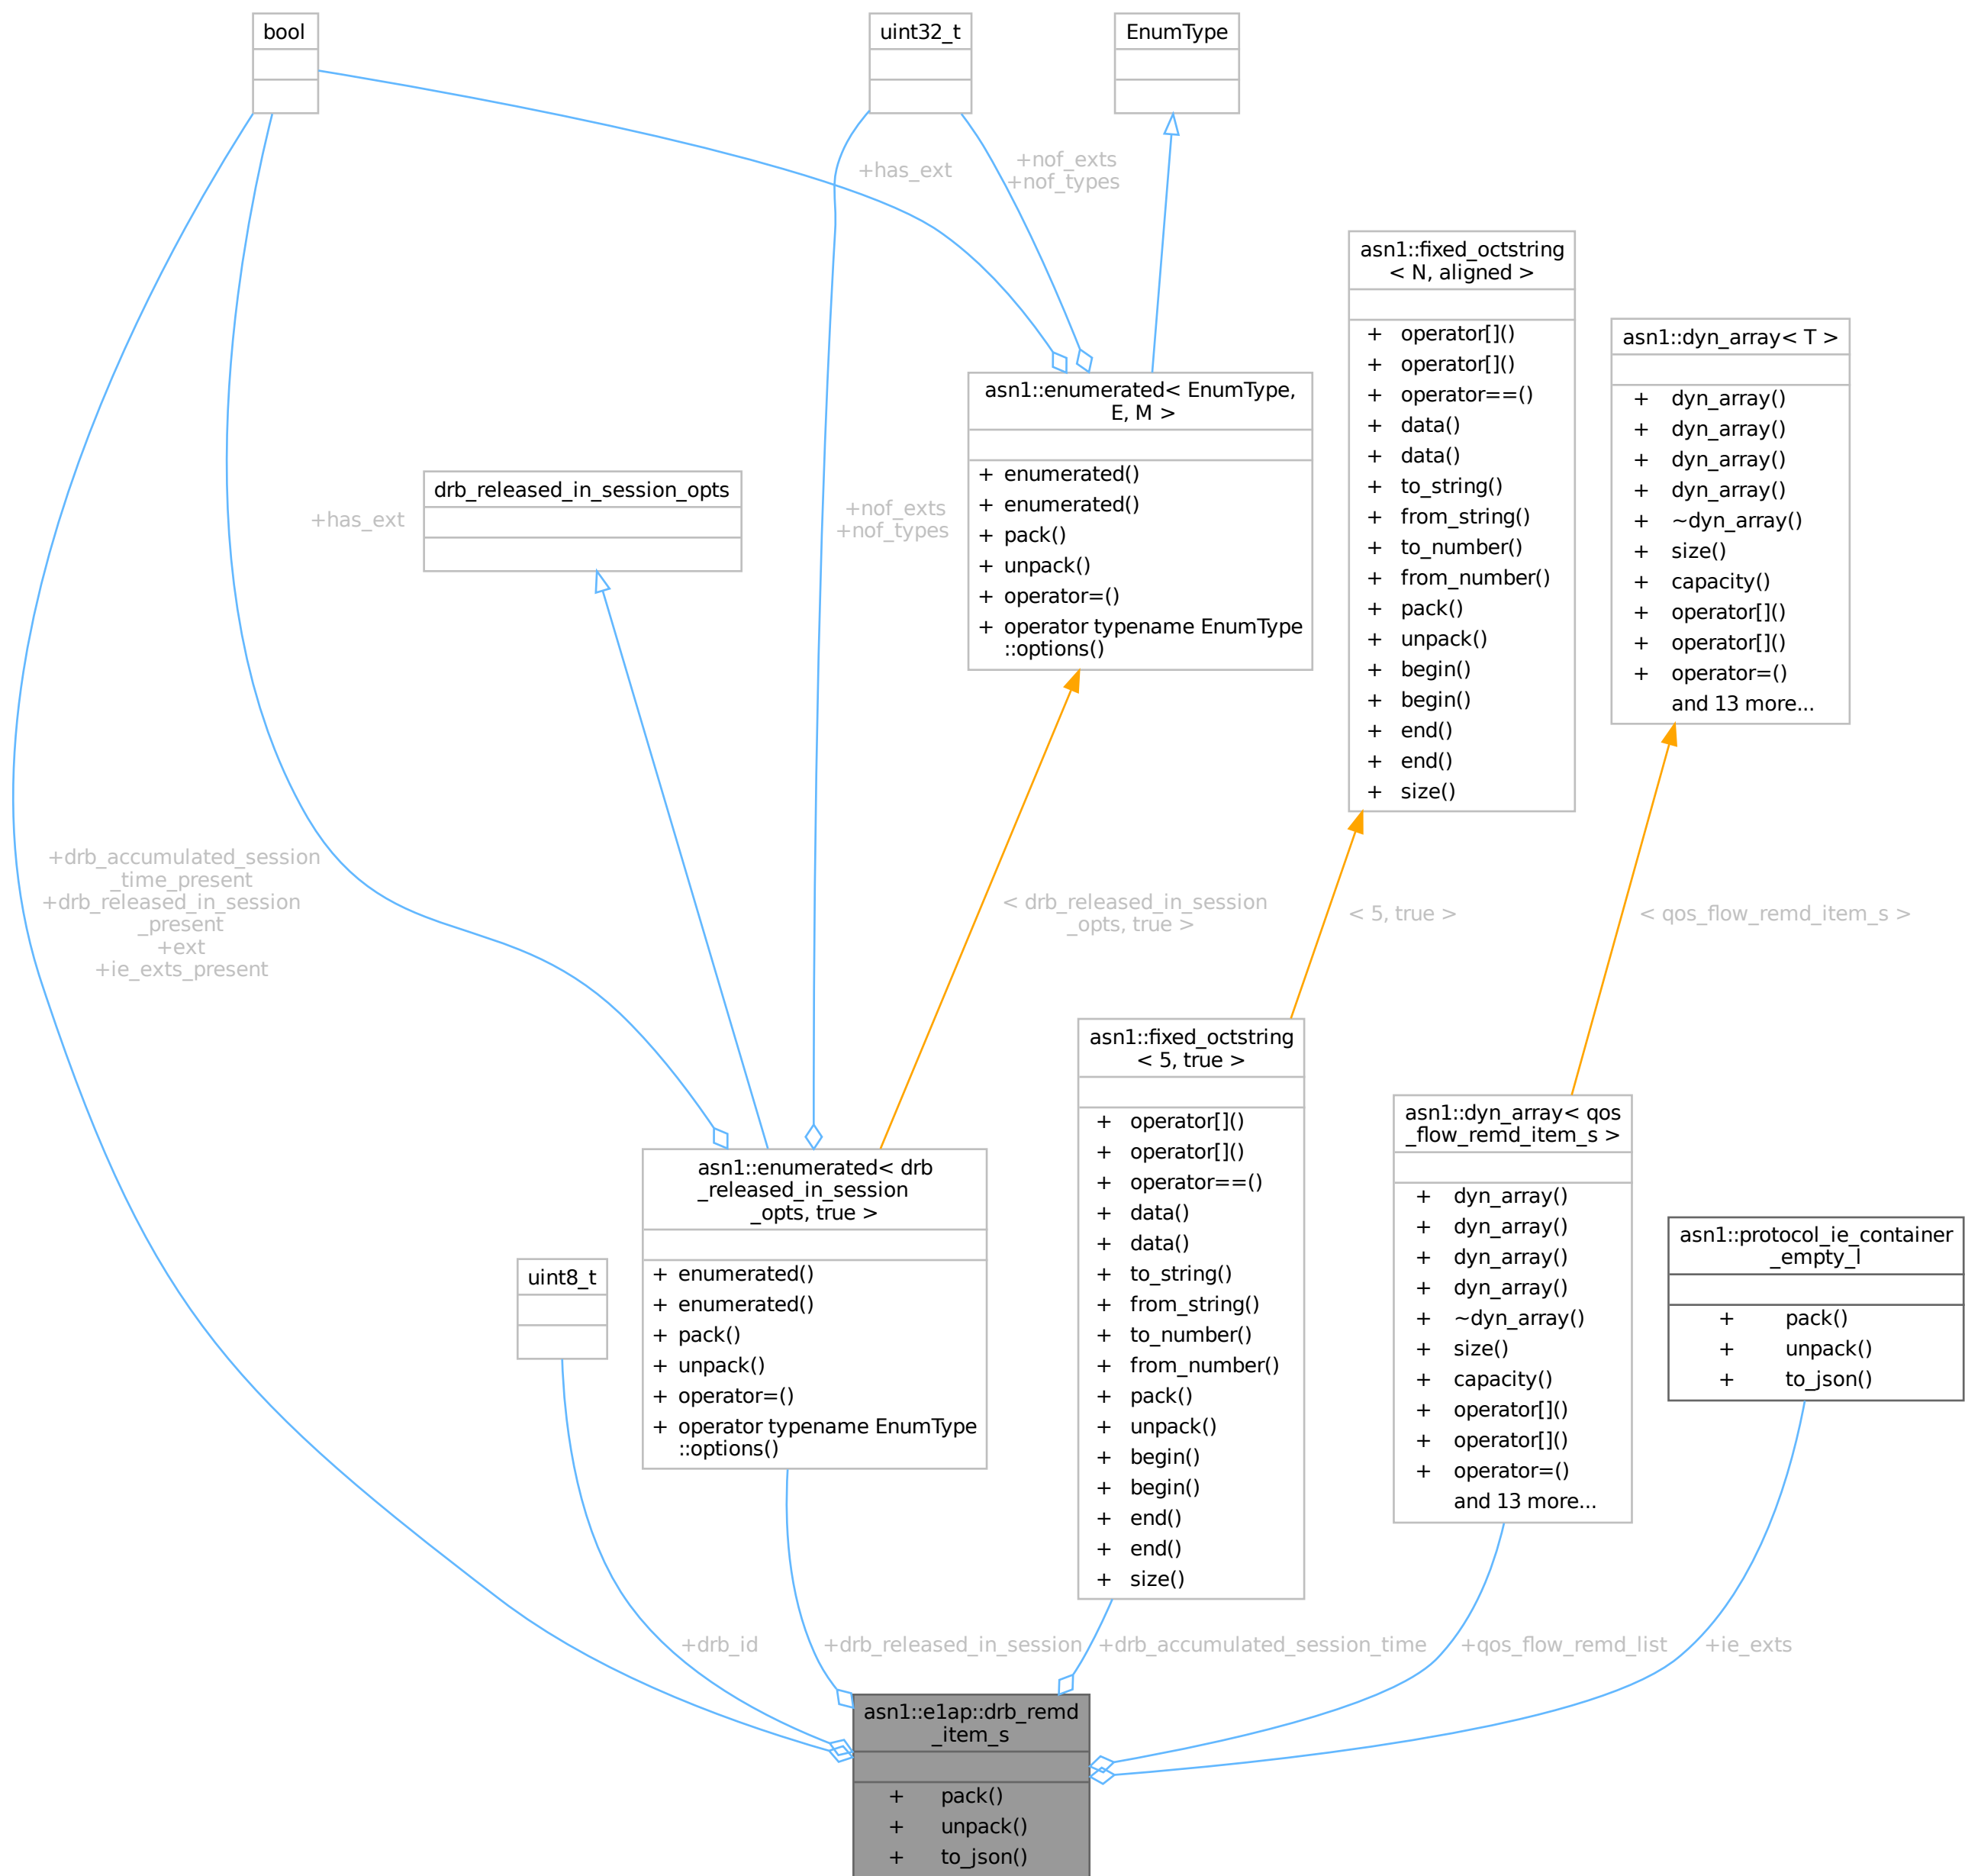 bool
uint32_t
EnumType
+has_ext
+nof_exts
+nof_types
asn1::fixed_octstring
< N, aligned >
+ operator[]()
+ operator[]()
+ operator==()
+ data()
+ data()
+ to_string()
+ from_string()
+ to_number()
+ from_number()
+ pack()
+ unpack()
+ begin()
+ begin()
+ end()
+ end()
+ size()
asn1::dyn_array< T >
+ dyn_array()
+ dyn_array()
+ dyn_array()
+ dyn_array()
+ ~dyn_array()
+ size()
+ capacity()
+ operator[]()
+ operator[]()
+ operator=()
and 13 more...
asn1::enumerated< EnumType,
E, M >
+ enumerated()
+ enumerated()
+ pack()
+ unpack()
+ operator=()
+ operator typename EnumType
::options()
drb_released_in_session_opts
+has_ext
+nof_exts
+nof_types
+drb_accumulated_session
_time_present
+drb_released_in_session
_present
+ext
+ie_exts_present
< drb_released_in_session
_opts, true >
< 5, true >
< qos_flow_remd_item_s >
asn1::fixed_octstring
< 5, true >
+ operator[]()
+ operator[]()
+ operator==()
+ data()
+ data()
+ to_string()
+ from_string()
+ to_number()
+ from_number()
+ pack()
+ unpack()
+ begin()
+ begin()
+ end()
+ end()
+ size()
asn1::dyn_array< qos
_flow_remd_item_s >
+ dyn_array()
+ dyn_array()
+ dyn_array()
+ dyn_array()
+ ~dyn_array()
+ size()
+ capacity()
+ operator[]()
+ operator[]()
+ operator=()
and 13 more...
asn1::enumerated< drb
_released_in_session
_opts, true >
+ enumerated()
+ enumerated()
+ pack()
+ unpack()
+ operator=()
+ operator typename EnumType
::options()
asn1::protocol_ie_container
_empty_l
+ pack()
+ unpack()
+ to_json()
uint8_t
+drb_id
+drb_released_in_session
+drb_accumulated_session_time
+qos_flow_remd_list
+ie_exts
asn1::e1ap::drb_remd
_item_s
+ pack()
+ unpack()
+ to_json()